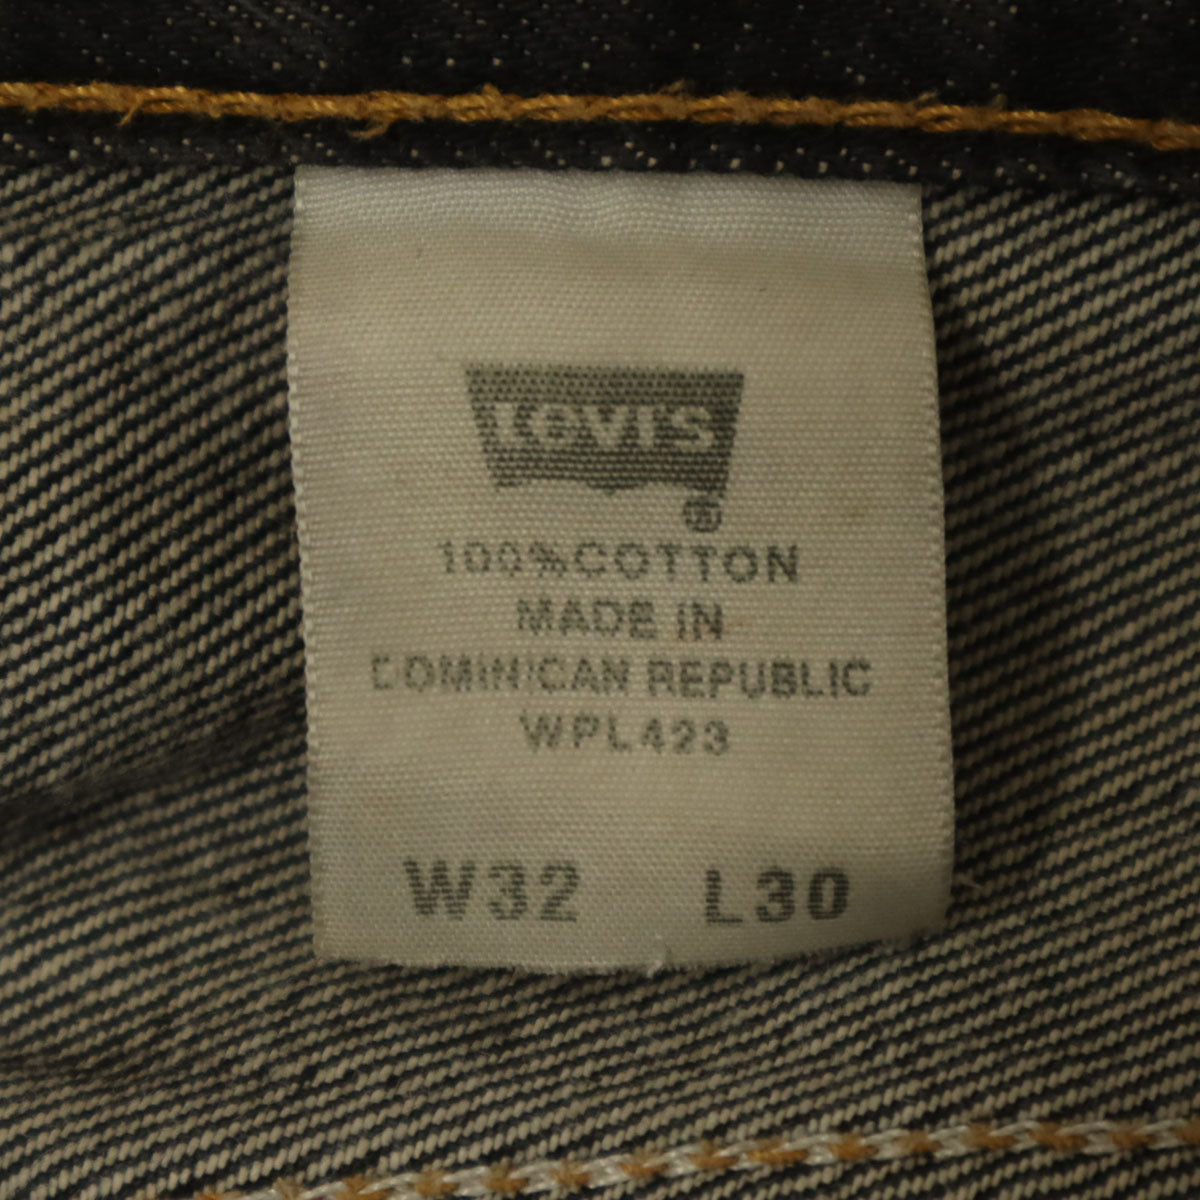 LEVI'S
®
100%COTTON
MADE IN
DOMINICAN REPUBLIC
WPL423
W32 L30